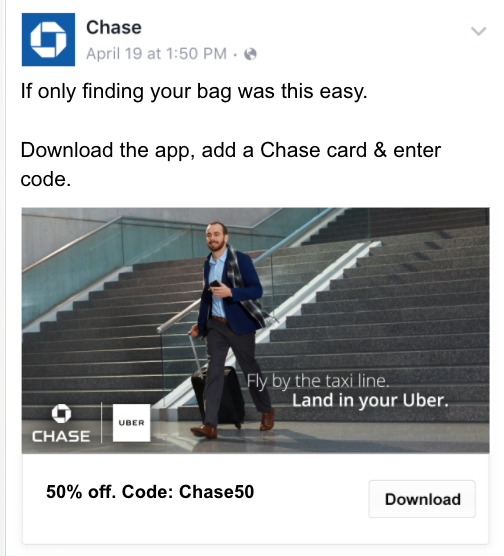 Chase
April 19 at 1:50 PM ·
If only finding your bag was this easy.
Download the app, add a Chase card & enter
code.
Fly by the taxi line.
Land in your Uber.
CHASE
UBER
50% off. Code: Chase50
Download